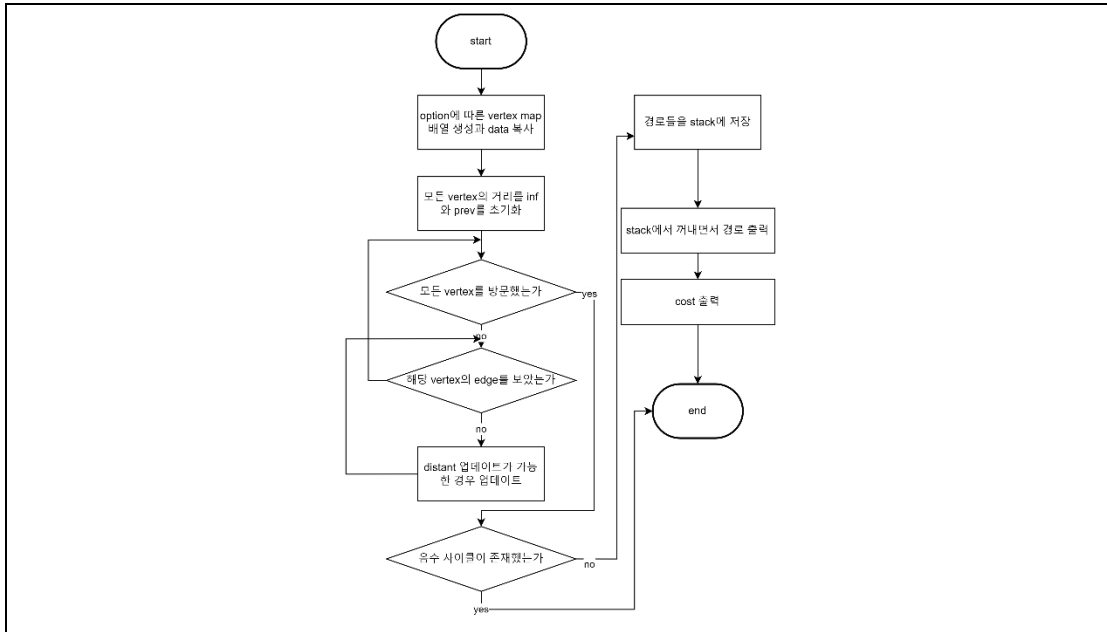 start
option에 따른 vertex map
배열 생성과 data 복사
모든 vertex의 거리를 inf
와 prev를 초기화
모든 vertex를 방문했는가
yes
no
해당 vertex의 edge를 보았는가
no
distant 업데이트가 가능
한 경우 업데이트
음수 사이클이 존재했는가
no
yes
경로들을 stack에 저장
stack에서 꺼내면서 경로 출력
cost 출력
end